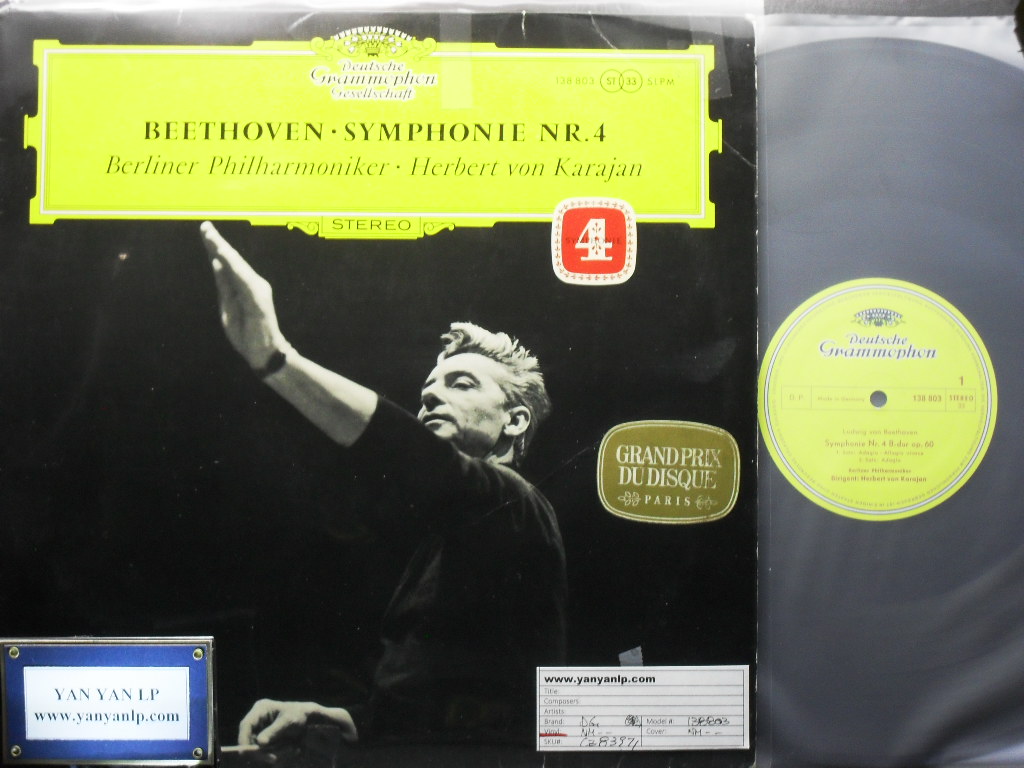 Deutsche
Grammophon
Gesellschaft
138 803 ST 33 SLPM
BEETHOVEN · SYMPHONIE NR. 4
Berliner Philharmoniker · Herbert von Karajan
STEREO
4
GRAND PRIX
DU DISQUE
PARIS
YAN YAN LP
www.yanyanlp.com
www.yanyanlp.com
Title:
Composers:
Artists:
Brand: DG Model #: 138803
Vinyl: NM - - Cover: NM - -
SKU#:
Deutsche
Grammophon
1
Made in Germany 138 803 STEREO
33
Ludwig van Beethoven
Symphonie Nr. 4 B-dur op. 60
Berliner Philharmoniker
Dirigent: Herbert von Karajan